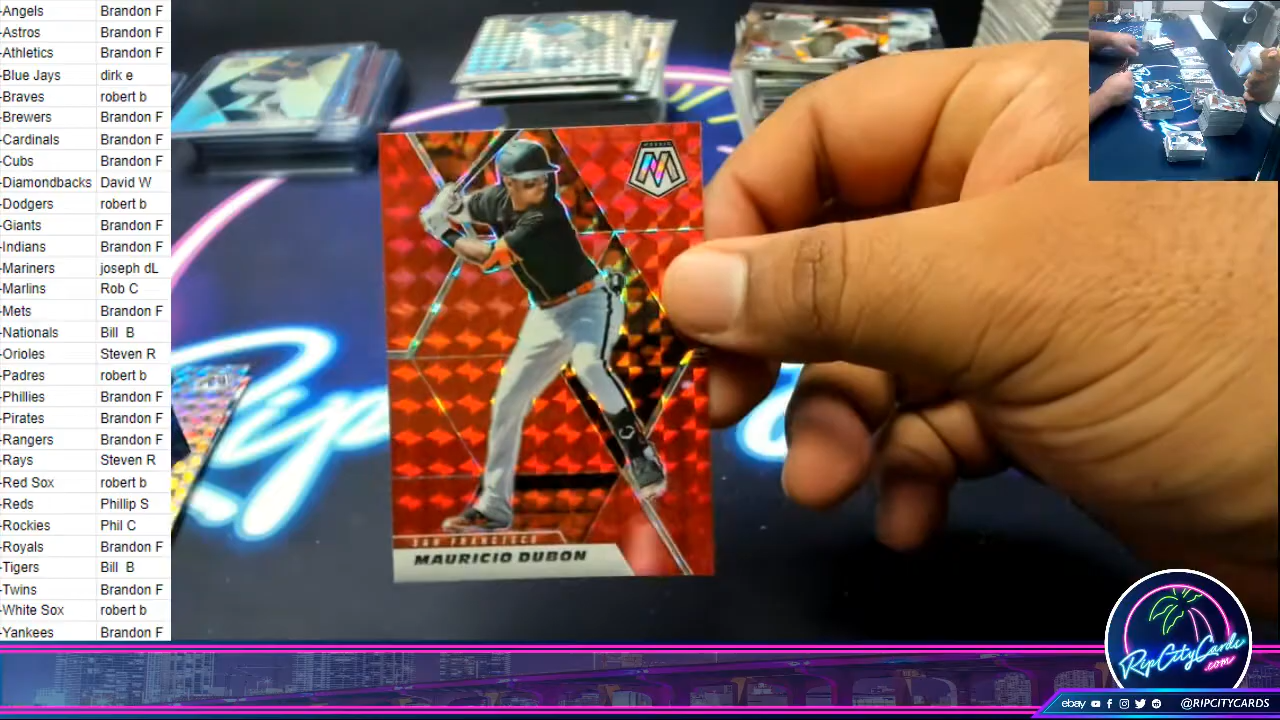 -Angels Brandon F
-Astros Brandon F
-Athletics Brandon F
-Blue Jays dirk e
-Braves robert b
-Brewers Brandon F
-Cardinals Brandon F
-Cubs Brandon F
-Diamondbacks David W
-Dodgers robert b
-Giants Brandon F
-Indians Brandon F
-Mariners joseph dL
-Marlins Rob C
-Mets Brandon F
-Nationals Bill B
-Orioles Steven R
-Padres robert b
-Phillies Brandon F
-Pirates Brandon F
-Rangers Brandon F
-Rays Steven R
-Red Sox robert b
-Reds Phillip S
-Rockies Phil C
-Royals Brandon F
-Tigers Bill B
-Twins Brandon F
-White Sox robert b
-Yankees Brandon F
MOSAIC
M
SAN FRANCISCO
MAURICIO DUBON
Rip
RipCityCards
.com
ebay @RIPCITYCARDS